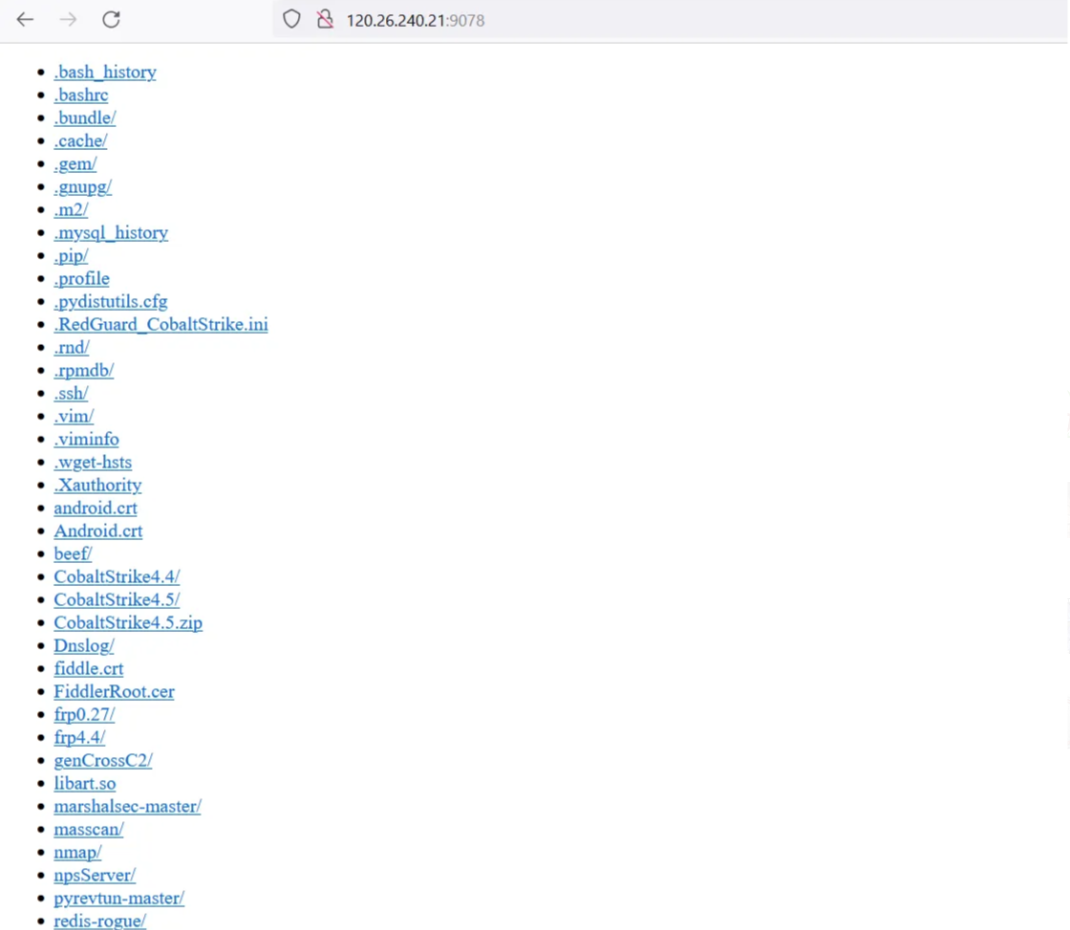 120.26.240.21:9078
.bash_history
.bashrc
.bundle/
.cache/
.gem/
.gnupg/
.m2/
.mysql_history
.pip/
.profile
.pydistutils.cfg
.RedGuard_CobaltStrike.ini
.rnd/
.rpmdb/
.ssh/
.vim/
.viminfo
.wget-hsts
.Xauthority
android.crt
Android.crt
beef/
CobaltStrike4.4/
CobaltStrike4.5/
CobaltStrike4.5.zip
Dnslog/
fiddle.crt
FiddlerRoot.cer
frp0.27/
frp4.4/
genCrossC2/
libart.so
marshalsec-master/
masscan/
nmap/
npsServer/
pyrevtun-master/
redis-rogue/